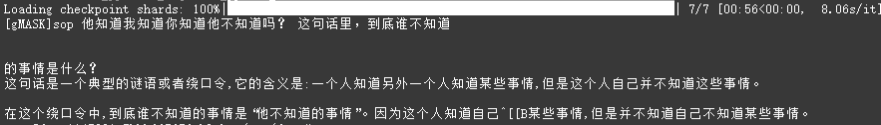 Loading checkpoint shards: 100%| | 7/7 [00:56<00:00,  8.06s/it]
[gMASK]sop 他知道我知道你知道他不知道吗？ 这句话里，到底谁不知道
的事情是什么？
这句话是一个典型的谜语或者绕口令,它的含义是:一个人知道另外一个人知道某些事情,但是这个人自己并不知道这些事情。
在这个绕口令中,到底谁不知道的事情是“他不知道的事情”。因为这个人知道自己^[[B某些事情,但是并不知道自己不知道某些事情。